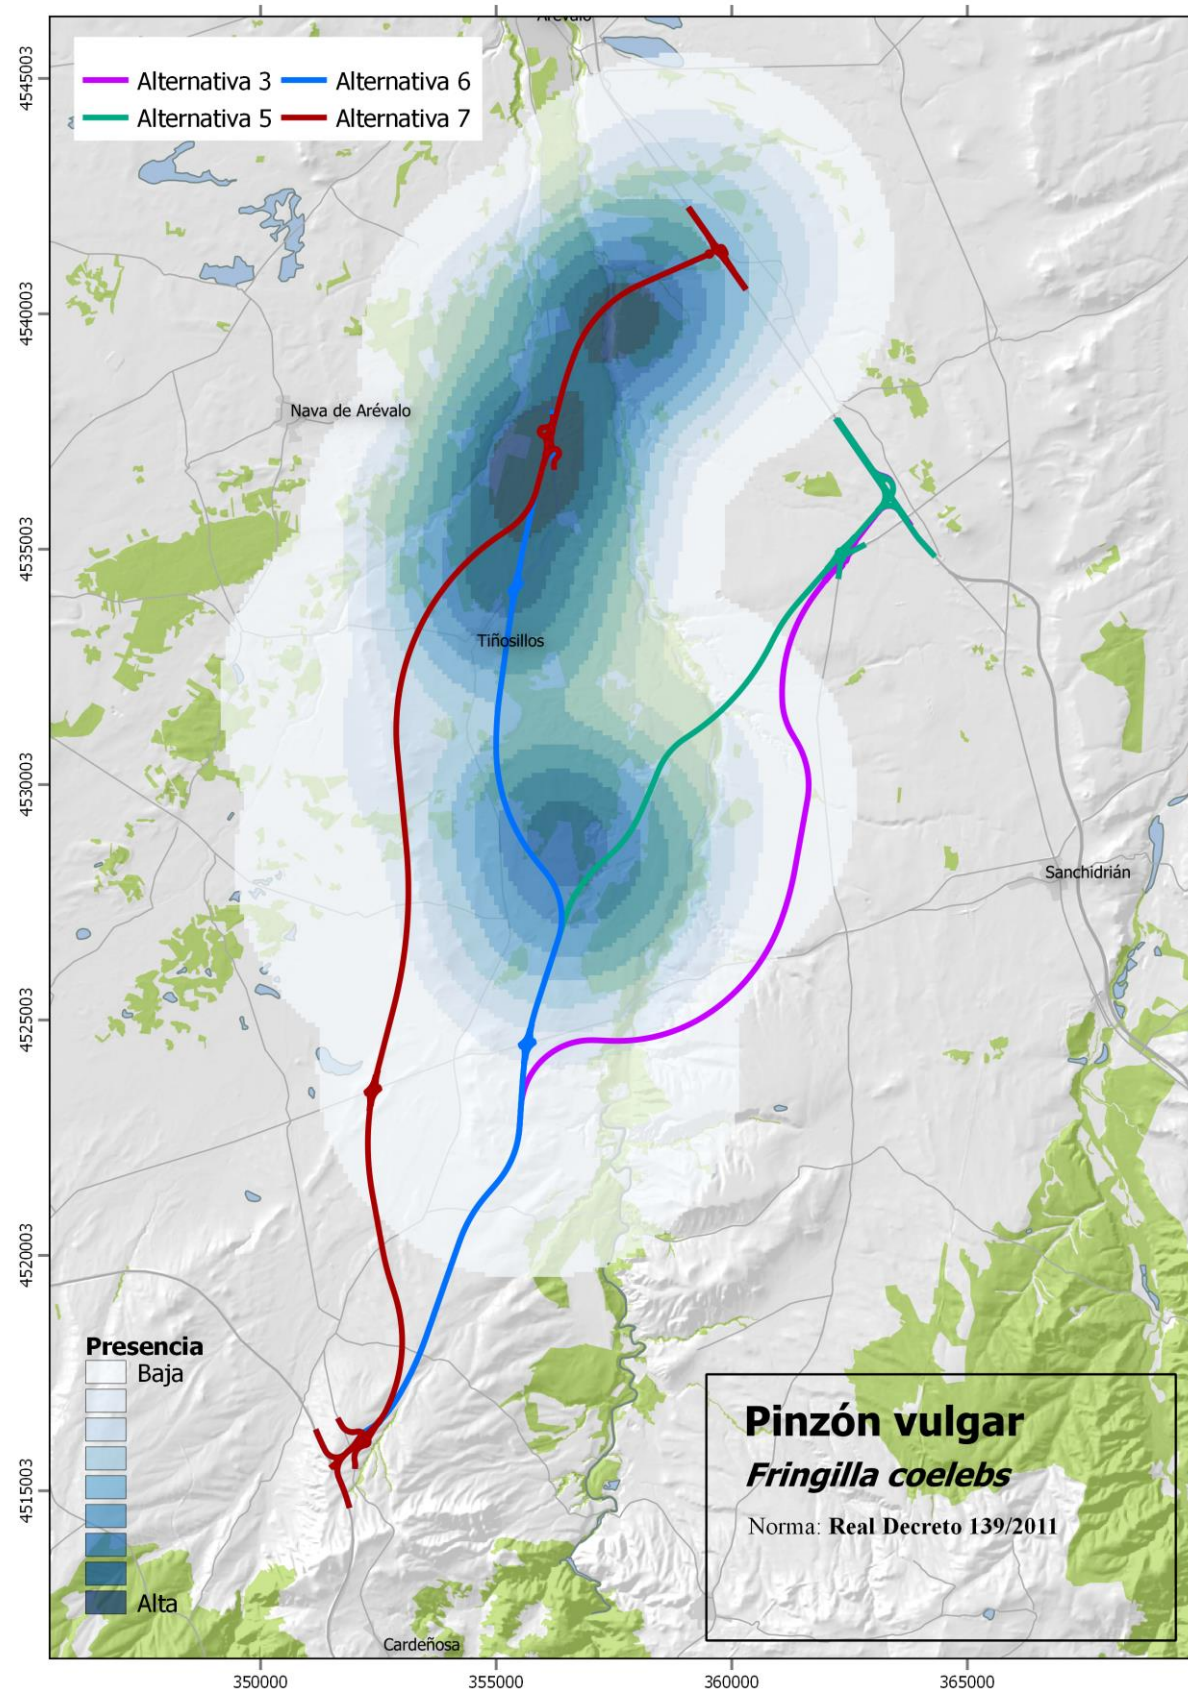 Arévalo
Alternativa 3
Alternativa 6
Alternativa 5
Alternativa 7
4545003
4540003
4535003
4530003
4525003
4520003
4515003
Nava de Arévalo
Tiñosillos
Sanchidrián
Cardeñosa
Presencia
Baja
Alta
Pinzón vulgar
Fringilla coelebs
Norma: Real Decreto 139/2011
350000
355000
360000
365000